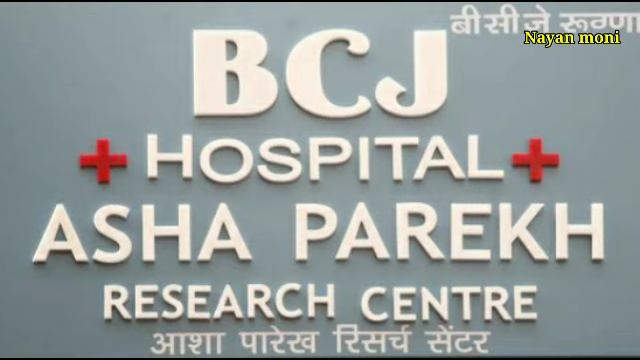 बी सी जे रुग्णा
Nayan moni
BCJ
HOSPITAL
ASHA PAREKH
RESEARCH CENTRE
आशा पारेख रिसर्च सेंटर